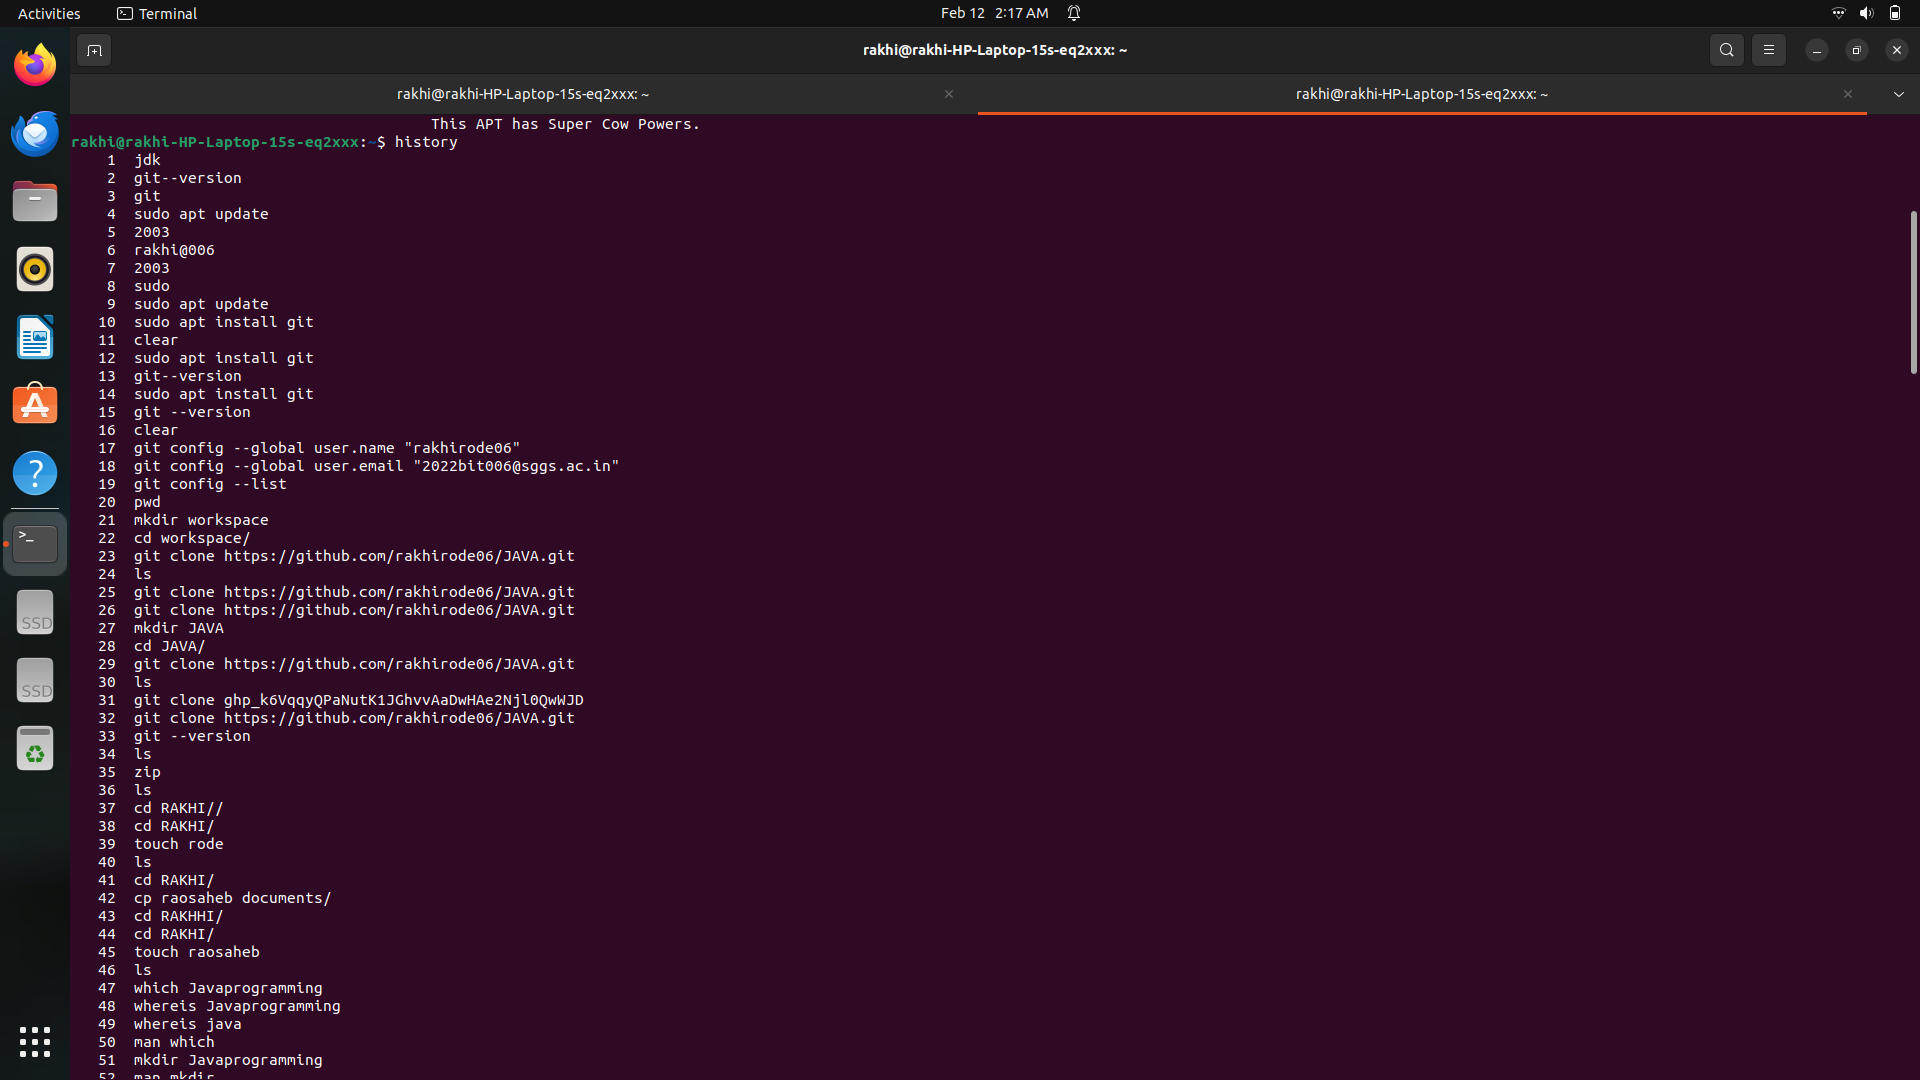 Activities
Terminal
Feb 12 2:17 AM
rakhi@rakhi-HP-Laptop-15s-eq2xxx: ~
rakhi@rakhi-HP-Laptop-15s-eq2xxx: ~
rakhi@rakhi-HP-Laptop-15s-eq2xxx: ~
This APT has Super Cow Powers.
rakhi@rakhi-HP-Laptop-15s-eq2xxx:~$ history
1 jdk
2 git--version
3 git
4 sudo apt update
5 2003
6 rakhi@006
7 2003
8 sudo
9 sudo apt update
10 sudo apt install git
11 clear
12 sudo apt install git
13 git--version
14 sudo apt install git
15 git --version
16 clear
17 git config --global user.name "rakhirode06"
18 git config --global user.email "2022bit006@sggs.ac.in"
19 git config --list
20 pwd
21 mkdir workspace
22 cd workspace/
23 git clone https://github.com/rakhirode06/JAVA.git
24 ls
25 git clone https://github.com/rakhirode06/JAVA.git
26 git clone https://github.com/rakhirode06/JAVA.git
27 mkdir JAVA
28 cd JAVA/
29 git clone https://github.com/rakhirode06/JAVA.git
30 ls
31 git clone
32 git clone https://github.com/rakhirode06/JAVA.git
33 git --version
34 ls
35 zip
36 ls
37 cd RAKHI//
38 cd RAKHI/
39 touch rode
40 ls
41 cd RAKHI/
42 cp raosaheb documents/
43 cd RAKHHI/
44 cd RAKHI/
45 touch raosaheb
46 ls
47 which Javaprogramming
48 whereis Javaprogramming
49 whereis java
50 man which
51 mkdir Javaprogramming
52 man mkdir
SSD
SSD